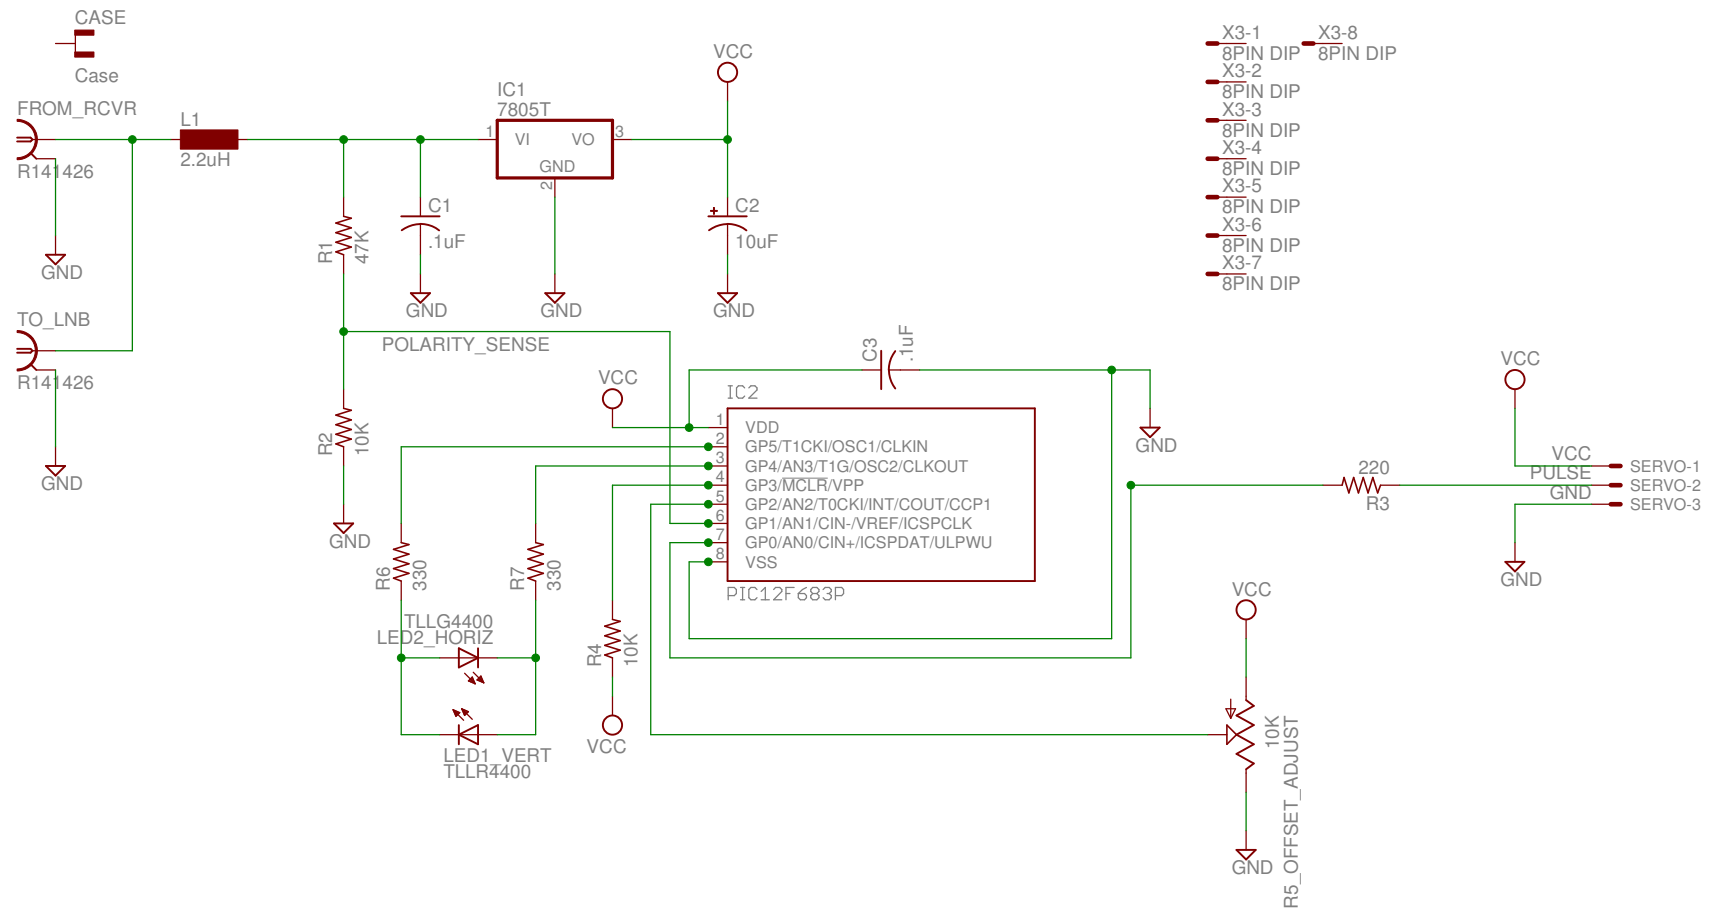 CASE
Case
FROM_RCVR
R141426
GND
TO_LNB
R141426
GND
L1
2.2uH
R1
47K
C1
.1uF
GND
IC1
7805T
1
VI
VO
3
GND
2
GND
VCC
C2
10uF
GND
POLARITY_SENSE
R2
10K
GND
X3-1
8PIN DIP
X3-8
8PIN DIP
X3-2
8PIN DIP
X3-3
8PIN DIP
X3-4
8PIN DIP
X3-5
8PIN DIP
X3-6
8PIN DIP
X3-7
8PIN DIP
VCC
C3
.1uF
GND
IC2
1
VDD
2
GP5/T1CKI/OSC1/CLKIN
3
GP4/AN3/T1G/OSC2/CLKOUT
4
GP3/MCLR/VPP
5
GP2/AN2/T0CKI/INT/COUT/CCP1
6
GP1/AN1/CIN-/VREF/ICSPCLK
7
GP0/AN0/CIN+/ICSPDAT/ULPWU
8
VSS
PIC12F683P
R6
330
R7
330
TLLG4400
LED2_HORIZ
LED1_VERT
TLLR4400
R4
10K
VCC
220
R3
VCC
VCC
PULSE
GND
SERVO-1
SERVO-2
SERVO-3
GND
VCC
10K
R5_OFFSET_ADJUST
GND